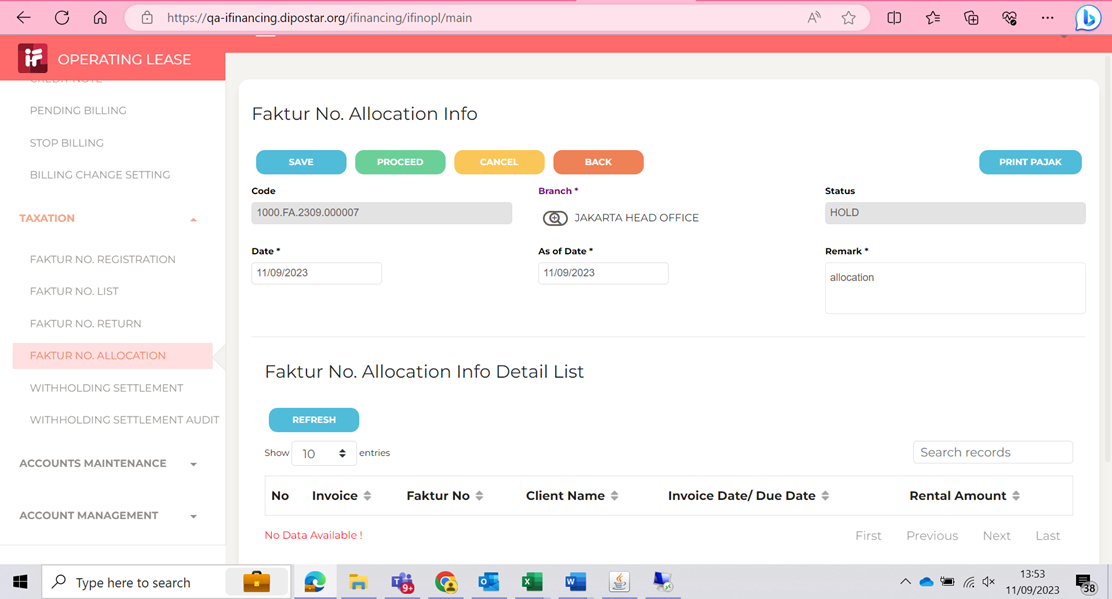 https://qa-ifinancing.dipostar.org/ifinancing/ifinopl/main
OPERATING LEASE
CREDIT NOTE
PENDING BILLING
STOP BILLING
BILLING CHANGE SETTING
TAXATION
FAKTUR NO. REGISTRATION
FAKTUR NO. LIST
FAKTUR NO. RETURN
FAKTUR NO. ALLOCATION
WITHHOLDING SETTLEMENT
WITHHOLDING SETTLEMENT AUDIT
ACCOUNTS MAINTENANCE
ACCOUNT MANAGEMENT
Faktur No. Allocation Info
SAVE PROCEED CANCEL BACK PRINT PAJAK
Code Branch * Status
1000.FA.2309.000007 JAKARTA HEAD OFFICE HOLD
Date * As of Date * Remark *
11/09/2023 11/09/2023 allocation
Faktur No. Allocation Info Detail List
REFRESH
Show 10 entries Search records
No Invoice Faktur No Client Name Invoice Date/ Due Date Rental Amount
No Data Available ! First Previous Next Last
Type here to search
9+
13:53
11/09/2023
38